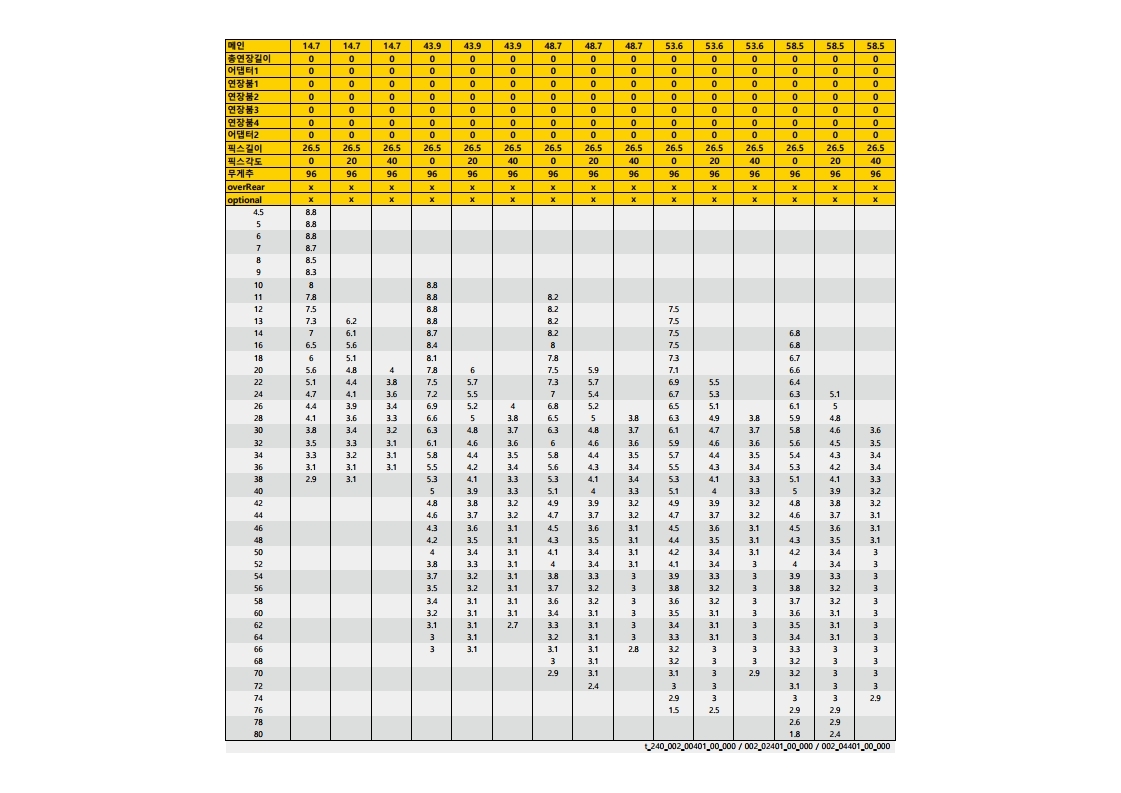 메인 14.7 14.7 14.7 43.9 43.9 43.9 48.7 48.7 48.7 53.6 53.6 53.6 58.5 58.5 58.5
총연장길이 0 0 0 0 0 0 0 0 0 0 0 0 0 0 0
어댑터1 0 0 0 0 0 0 0 0 0 0 0 0 0 0 0
연장붐1 0 0 0 0 0 0 0 0 0 0 0 0 0 0 0
연장붐2 0 0 0 0 0 0 0 0 0 0 0 0 0 0 0
연장붐3 0 0 0 0 0 0 0 0 0 0 0 0 0 0 0
연장붐4 0 0 0 0 0 0 0 0 0 0 0 0 0 0 0
어댑터2 0 0 0 0 0 0 0 0 0 0 0 0 0 0 0
픽스길이 26.5 26.5 26.5 26.5 26.5 26.5 26.5 26.5 26.5 26.5 26.5 26.5 26.5 26.5 26.5
픽스각도 0 20 40 0 20 40 0 20 40 0 20 40 0 20 40
무게추 96 96 96 96 96 96 96 96 96 96 96 96 96 96 96
overRear x x x x x x x x x x x x x x x
optional x x x x x x x x x x x x x x x
4.5 8.8
5 8.8
6 8.8
7 8.7
8 8.5
9 8.3
10 8 8.8
11 7.8 8.8 8.2
12 7.5 8.8 8.2 7.5
13 7.3 6.2 8.8 8.2 7.5
14 7 6.1 8.7 8.2 7.5 6.8
16 6.5 5.6 8.4 8 7.5 6.8
18 6 5.1 8.1 7.8 7.3 6.7
20 5.6 4.8 4 7.8 6 7.5 5.9 7.1 6.6
22 5.1 4.4 3.8 7.5 5.7 7.3 5.7 6.9 5.5 6.4
24 4.7 4.1 3.6 7.2 5.5 7 5.4 6.7 5.3 6.3 5.1
26 4.4 3.9 3.4 6.9 5.2 4 6.8 5.2 6.5 5.1 6.1 5
28 4.1 3.6 3.3 6.6 5 3.8 6.5 5 3.8 6.3 4.9 3.8 5.9 4.8
30 3.8 3.4 3.2 6.3 4.8 3.7 6.3 4.8 3.7 6.1 4.7 3.7 5.8 4.6 3.6
32 3.5 3.3 3.1 6.1 4.6 3.6 6 4.6 3.6 5.9 4.6 3.6 5.6 4.5 3.5
34 3.3 3.2 3.1 5.8 4.4 3.5 5.8 4.4 3.5 5.7 4.4 3.5 5.4 4.3 3.4
36 3.1 3.1 3.1 5.5 4.2 3.4 5.6 4.3 3.4 5.5 4.3 3.4 5.3 4.2 3.4
38 2.9 3.1 5.3 4.1 3.3 5.3 4.1 3.4 5.3 4.1 3.3 5.1 4.1 3.3
40 5 3.9 3.3 5.1 4 3.3 5.1 4 3.3 5 3.9 3.2
42 4.8 3.8 3.2 4.9 3.9 3.2 4.9 3.9 3.2 4.8 3.8 3.2
44 4.6 3.7 3.2 4.7 3.7 3.2 4.7 3.7 3.2 4.6 3.7 3.1
46 4.3 3.6 3.1 4.5 3.6 3.1 4.5 3.6 3.1 4.5 3.6 3.1
48 4.2 3.5 3.1 4.3 3.5 3.1 4.4 3.5 3.1 4.3 3.5 3.1
50 4 3.4 3.1 4.1 3.4 3.1 4.2 3.4 3.1 4.2 3.4 3
52 3.8 3.3 3.1 4 3.4 3.1 4.1 3.4 3 4 3.4 3
54 3.7 3.2 3.1 3.8 3.3 3 3.9 3.3 3 3.9 3.3 3
56 3.5 3.2 3.1 3.7 3.2 3 3.8 3.2 3 3.8 3.2 3
58 3.4 3.1 3.1 3.6 3.2 3 3.6 3.2 3 3.7 3.2 3
60 3.2 3.1 3.1 3.4 3.1 3 3.5 3.1 3 3.6 3.1 3
62 3.1 3.1 2.7 3.3 3.1 3 3.4 3.1 3 3.5 3.1 3
64 3 3.1 3.2 3.1 3 3.3 3.1 3 3.4 3.1 3
66 3 3.1 3.1 3.1 2.8 3.2 3 3 3.3 3 3
68 3 3.1 3.2 3 3 3.2 3 3
70 2.9 3.1 3.1 3 2.9 3.2 3 3
72 2.4 3 3 3.1 3 3
74 2.9 3 3 3 2.9
76 1.5 2.5 2.9 2.9
78 2.6 2.9
80 1.8 2.4
t_240_002_00401_00_000 / 002_02401_00_000 / 002_04401_00_000